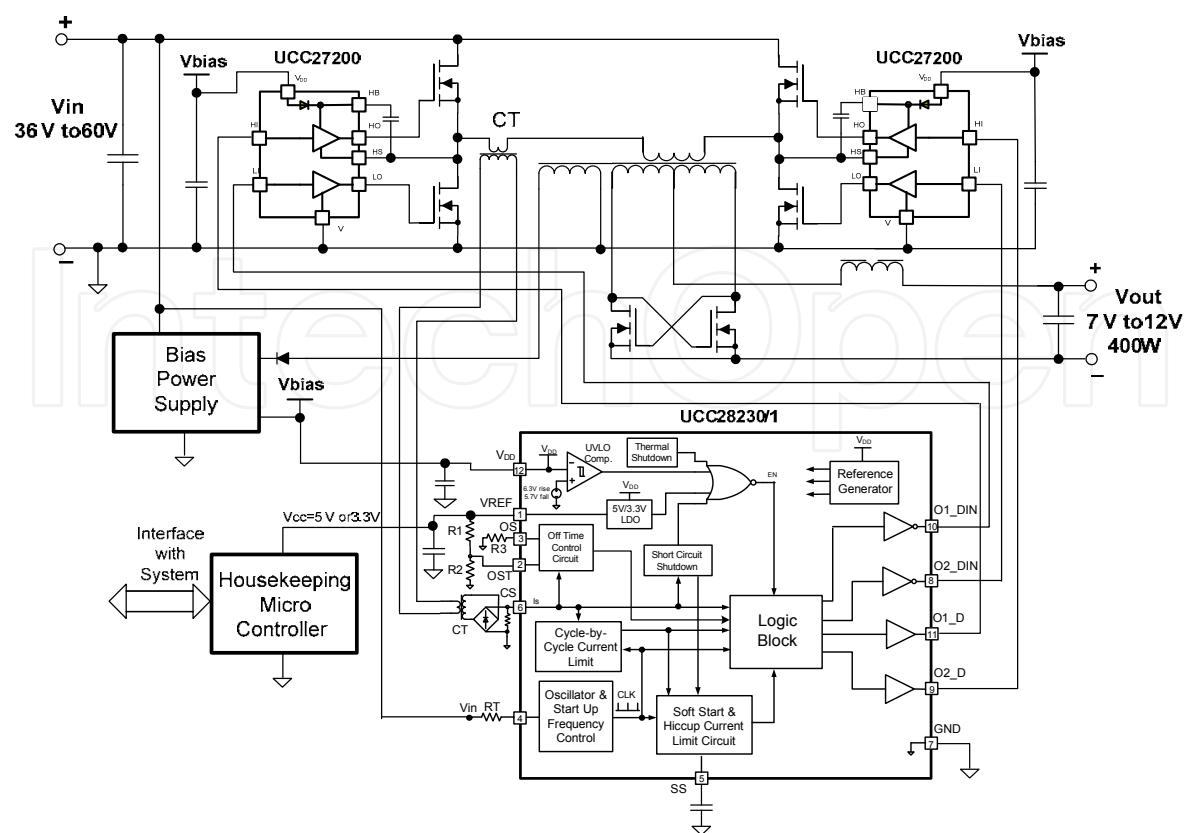 +
UCC27200
UCC27200
Vbias
Vbias
VDD
VDD
HB
HB
Vin
36 V to60V
CT
HI
HO
HO
HI
HS
HS
LI
LO
LO
LI
V
V
−
IntechOpen
+
Vout
7 V to12V
400W
−
Bias
Power
Supply
Vbias
UCC28230/1
VDD
12
VDD
UVLO
Comp.
6.3V rise
5.7V fall
Thermal
Shutdown
EN
VDD
Reference
Generator
VREF
1
VDD
5V/3.3V
LDO
O1_DIN
10
Vcc=5 V or3.3V
R1
OS
3
R3
Off Time
Control
Circuit
Short Circuit
Shutdown
Interface
with
System
R2
2
OST
O2_DIN
8
Housekeeping
Micro
Controller
CS
6
Is
CT
Logic
Block
O1_D
11
Cycle-by-
Cycle Current
Limit
O2_D
9
Vin
RT
4
Oscillator &
Start Up
Frequency
Control
CLK
Soft Start &
Hiccup Current
Limit Circuit
GND
7
5
SS